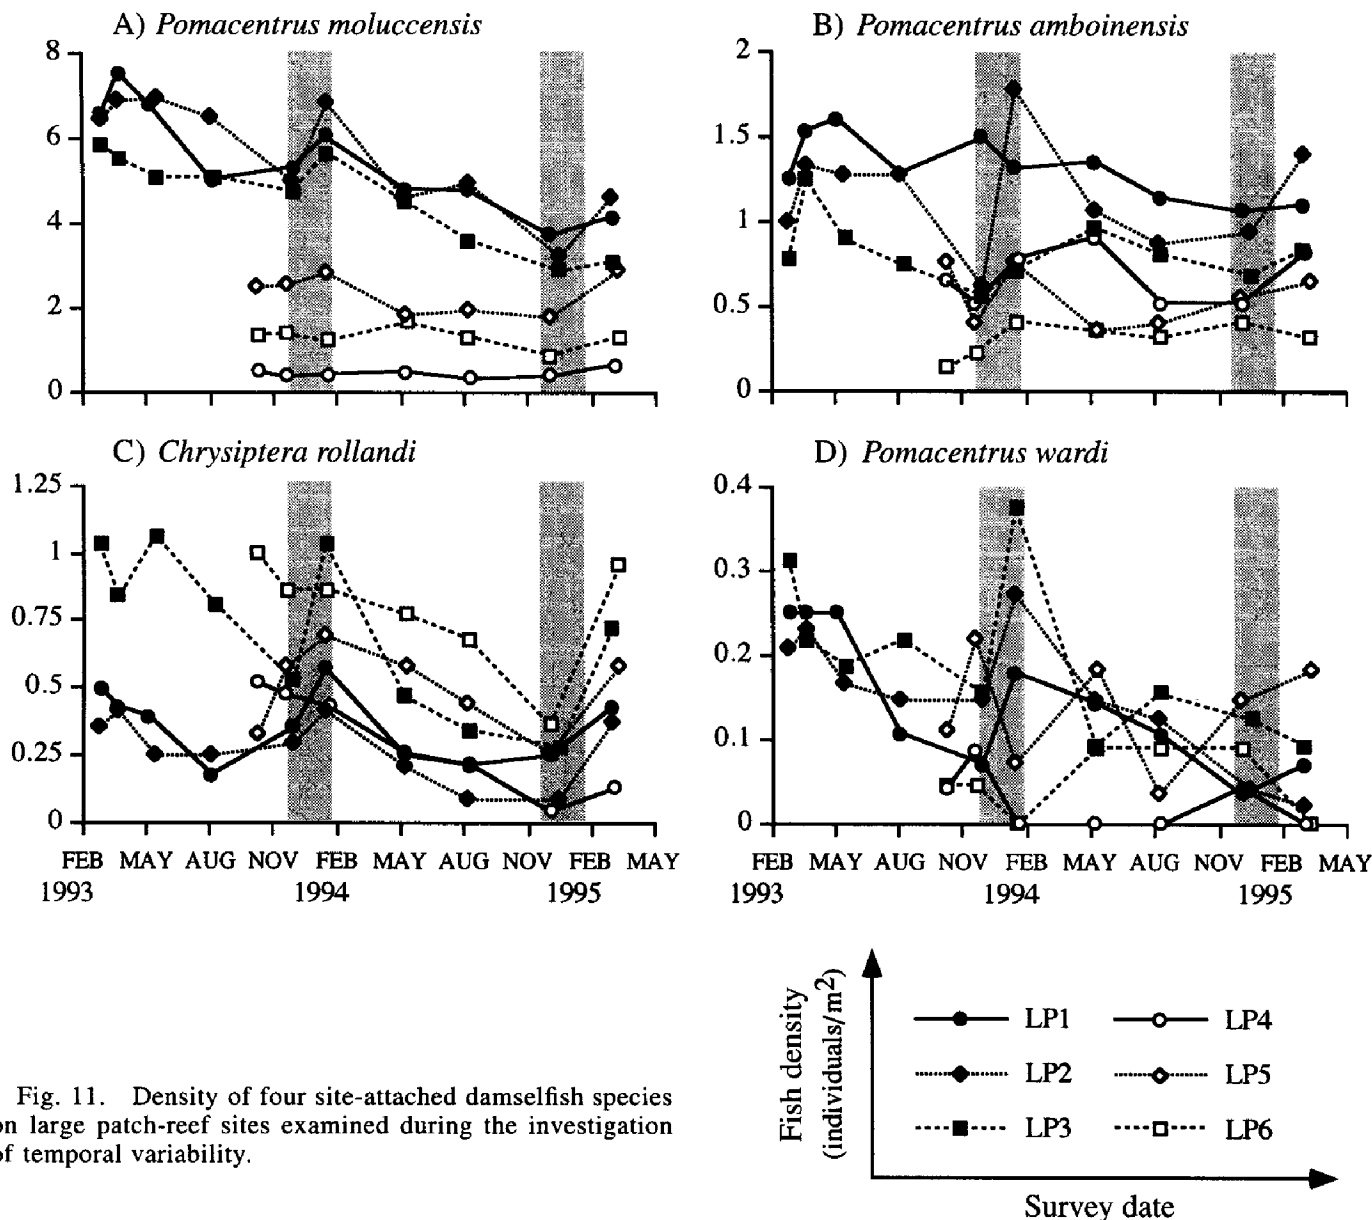 A) Pomacentrus moluccensis
8
6
4
2
0
B) Pomacentrus amboinensis
2
1.5
1
0.5
0
C) Chrysiptera rollandi
1.25
1
0.75
0.5
0.25
0
FEB MAY AUG NOV FEB MAY AUG NOV FEB MAY
1993 1994 1995
D) Pomacentrus wardi
0.4
0.3
0.2
0.1
0
FEB MAY AUG NOV FEB MAY AUG NOV FEB MAY
1993 1994 1995
Fig. 11. Density of four site-attached damselfish species
on large patch-reef sites examined during the investigation
of temporal variability.
Fish density
(individuals/m2)
LP1 LP4
LP2 LP5
LP3 LP6
Survey date